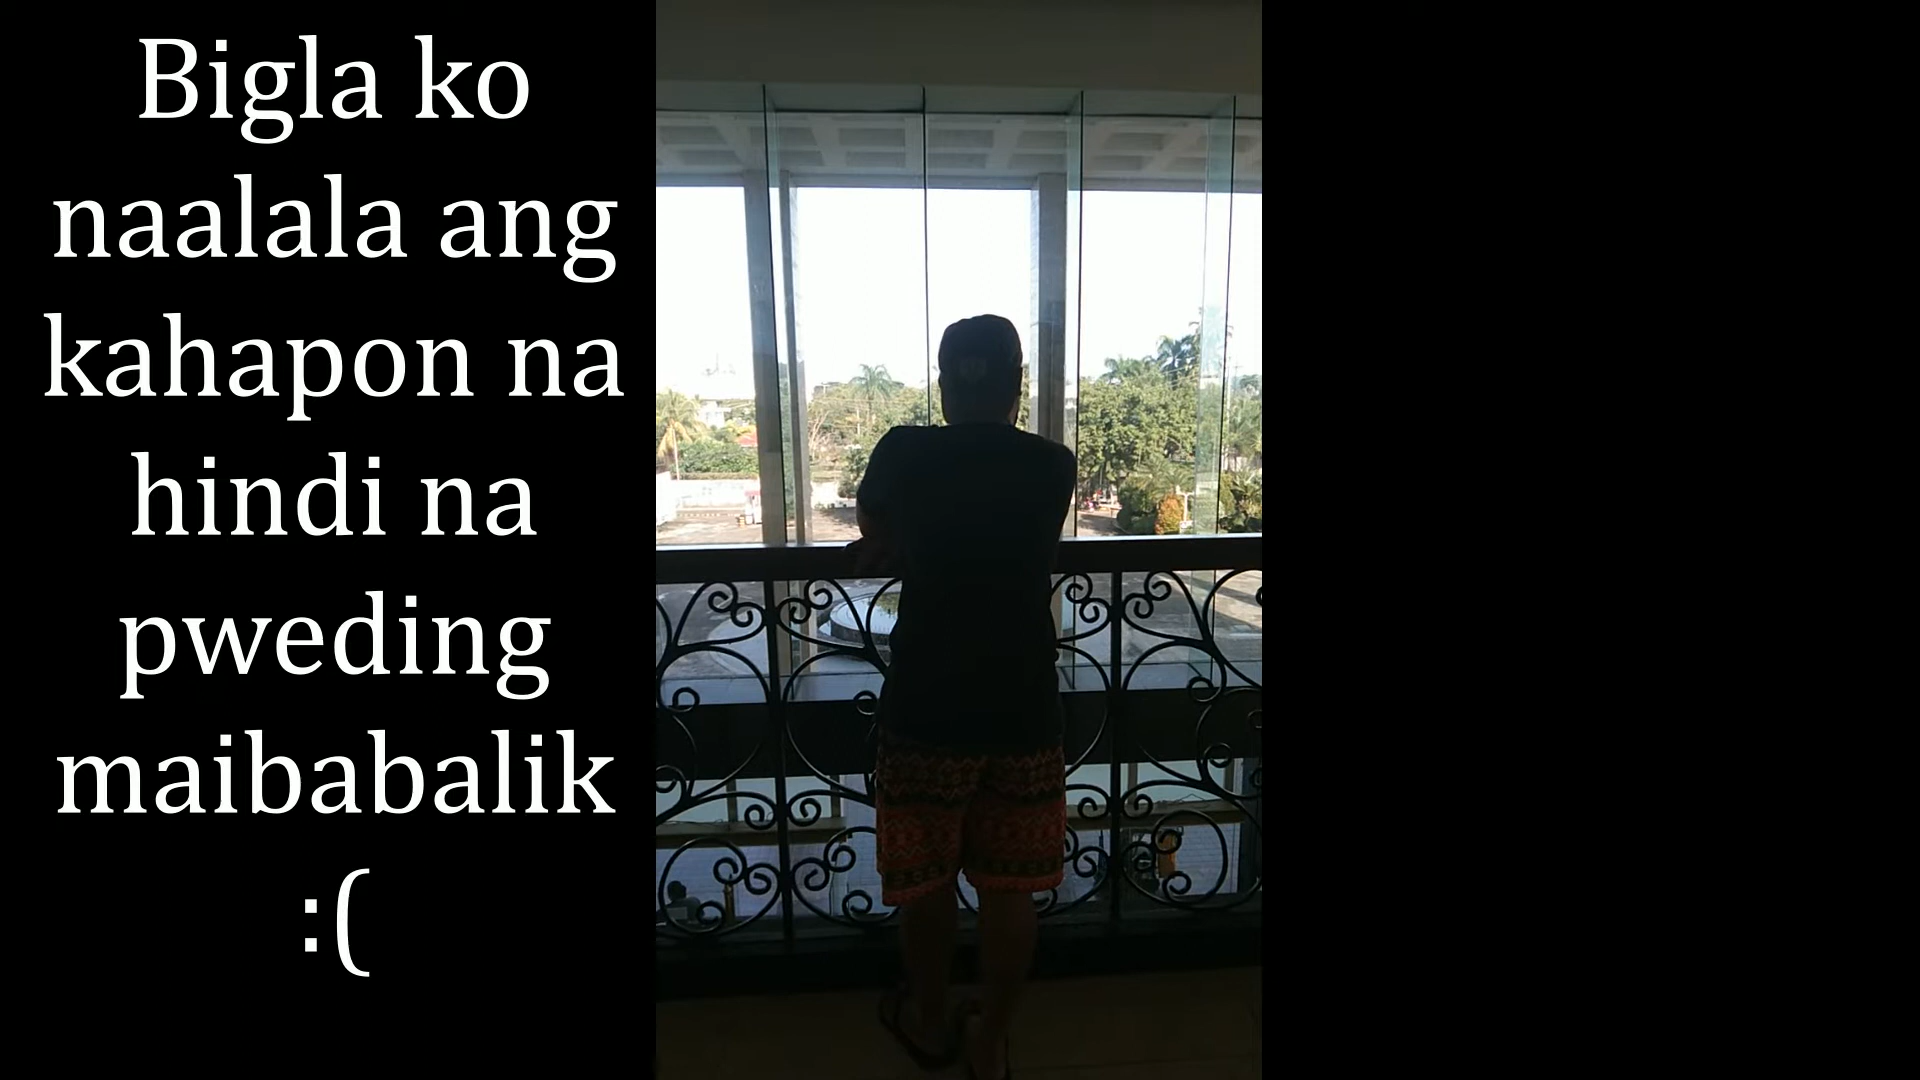 Bigla ko
naalala ang
kahapon na
hindi na
pweding
maibabalik
:(